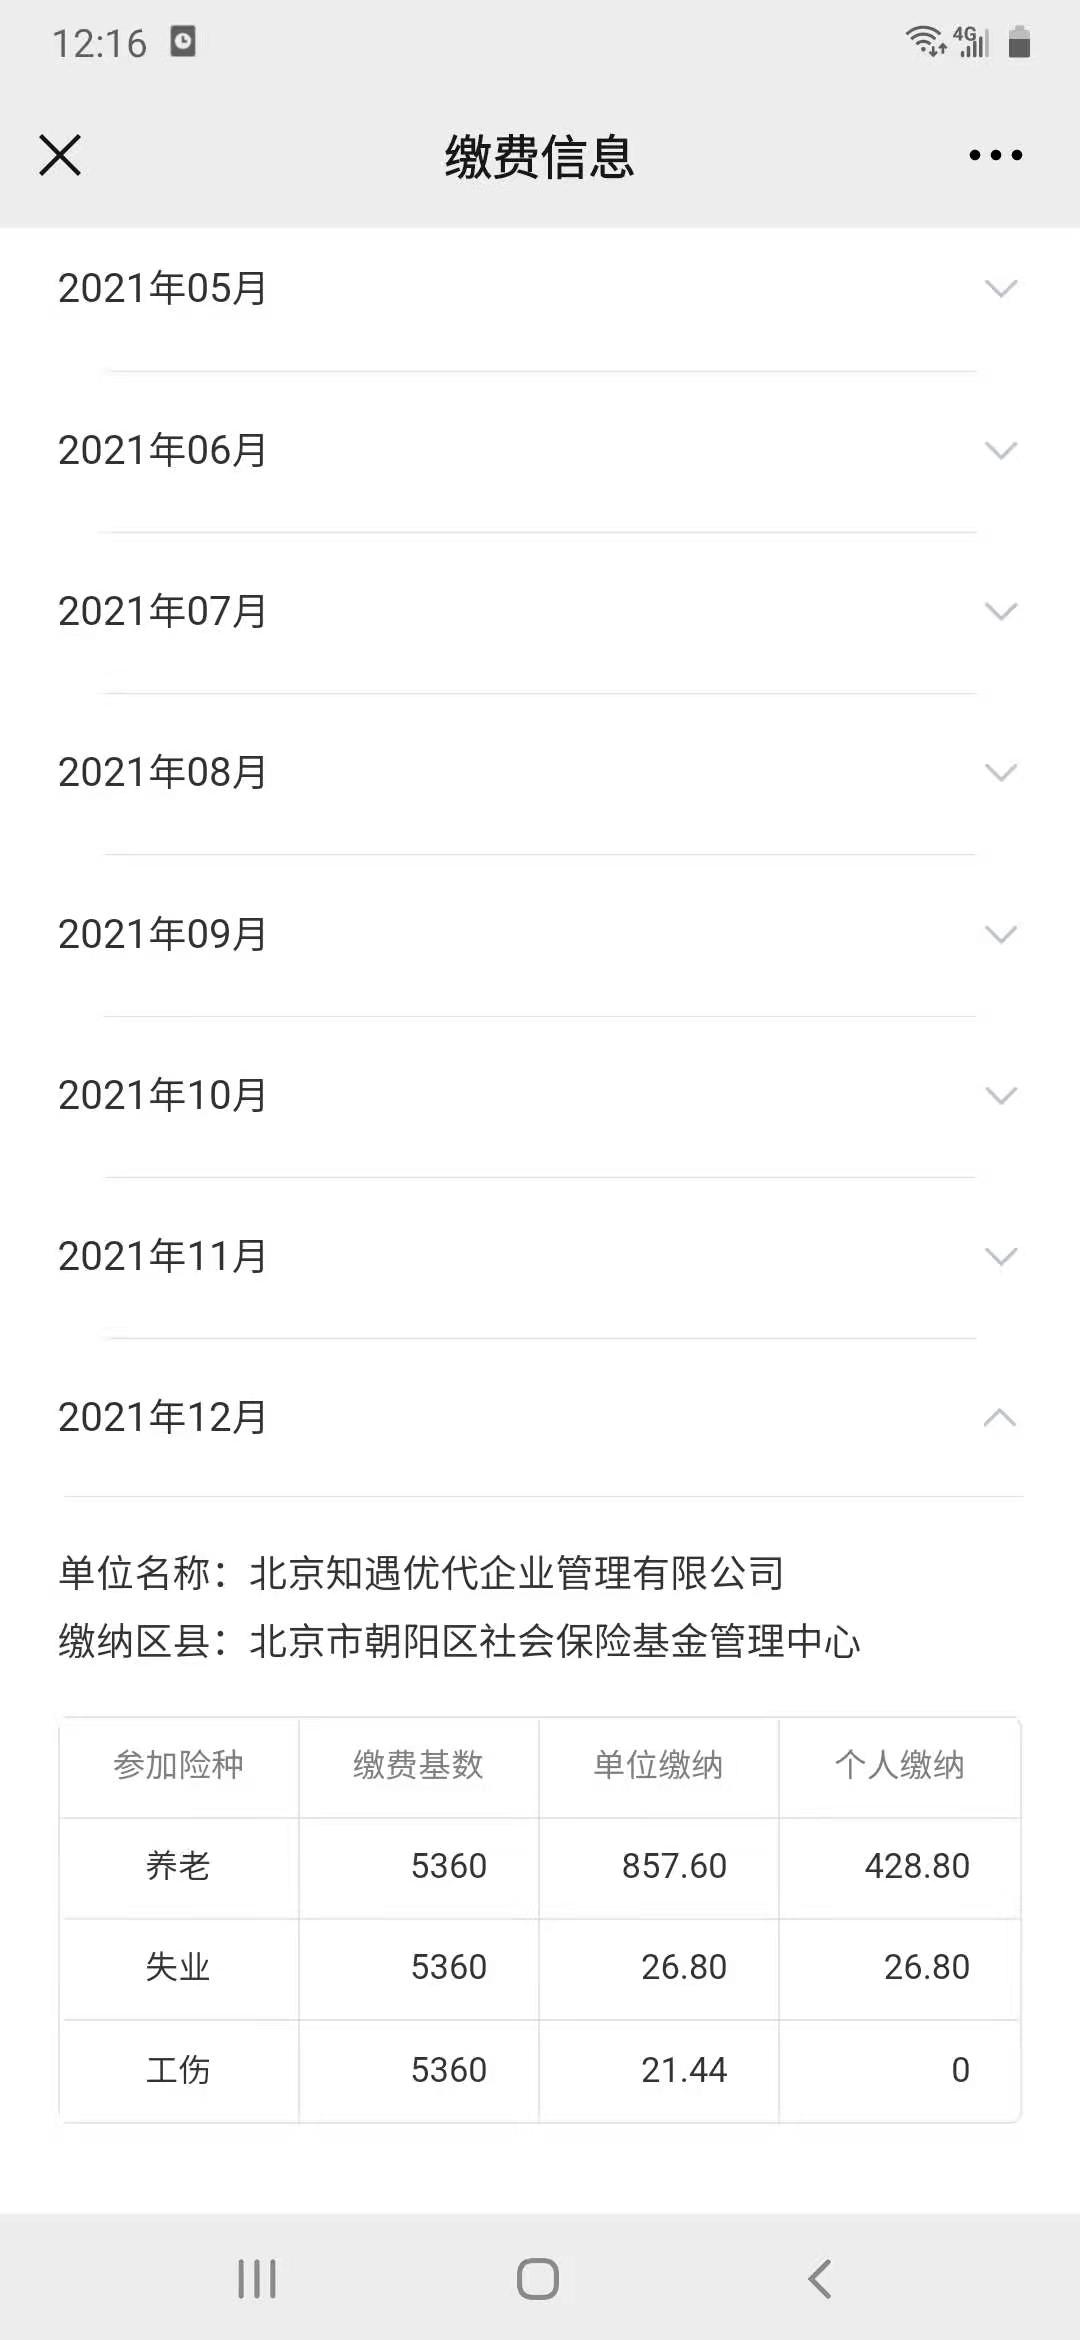 12:16
4G
缴费信息
2021年05月
2021年06月
2021年07月
2021年08月
2021年09月
2021年10月
2021年11月
2021年12月
单位名称：北京知遇优代企业管理有限公司
缴纳区县：北京市朝阳区社会保险基金管理中心
参加险种 缴费基数 单位缴纳 个人缴纳
养老 5360 857.60 428.80
失业 5360 26.80 26.80
工伤 5360 21.44 0